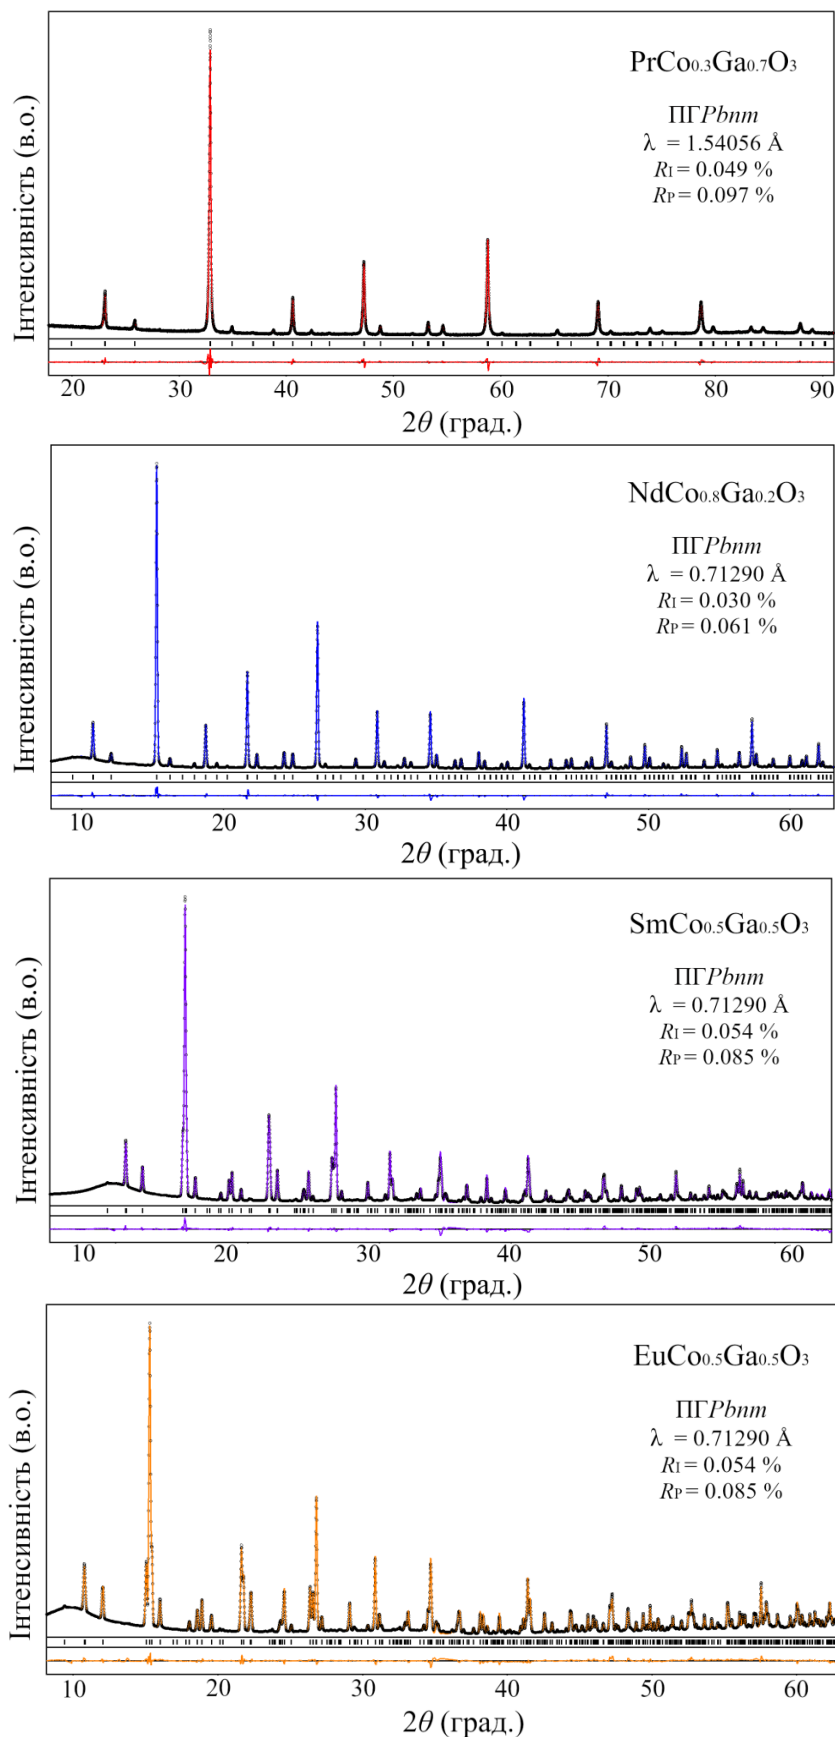 Інтенсивність (в.о.)
PrCo0.3Ga0.7O3
ПГPbnm
λ = 1.54056 Å
RI = 0.049 %
RP = 0.097 %
20 30 40 50 60 70 80 90
2θ (град.)
Інтенсивність (в.о.)
NdCo0.8Ga0.2O3
ПГPbnm
λ = 0.71290 Å
RI = 0.030 %
RP = 0.061 %
10 20 30 40 50 60
2θ (град.)
Інтенсивність (в.о.)
SmCo0.5Ga0.5O3
ПГPbnm
λ = 0.71290 Å
RI = 0.054 %
RP = 0.085 %
10 20 30 40 50 60
2θ (град.)
Інтенсивність (в.о.)
EuCo0.5Ga0.5O3
ПГPbnm
λ = 0.71290 Å
RI = 0.054 %
RP = 0.085 %
10 20 30 40 50 60
2θ (град.)